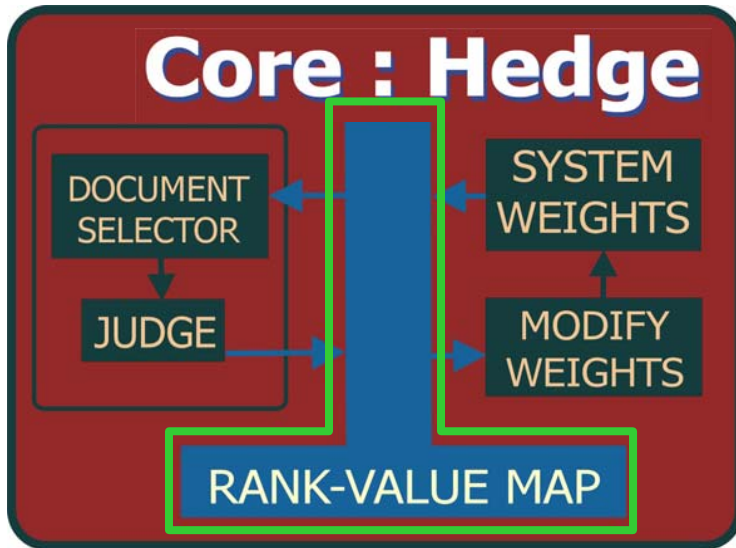 Core : Hedge
DOCUMENT
SELECTOR
JUDGE
SYSTEM
WEIGHTS
MODIFY
WEIGHTS
RANK-VALUE MAP